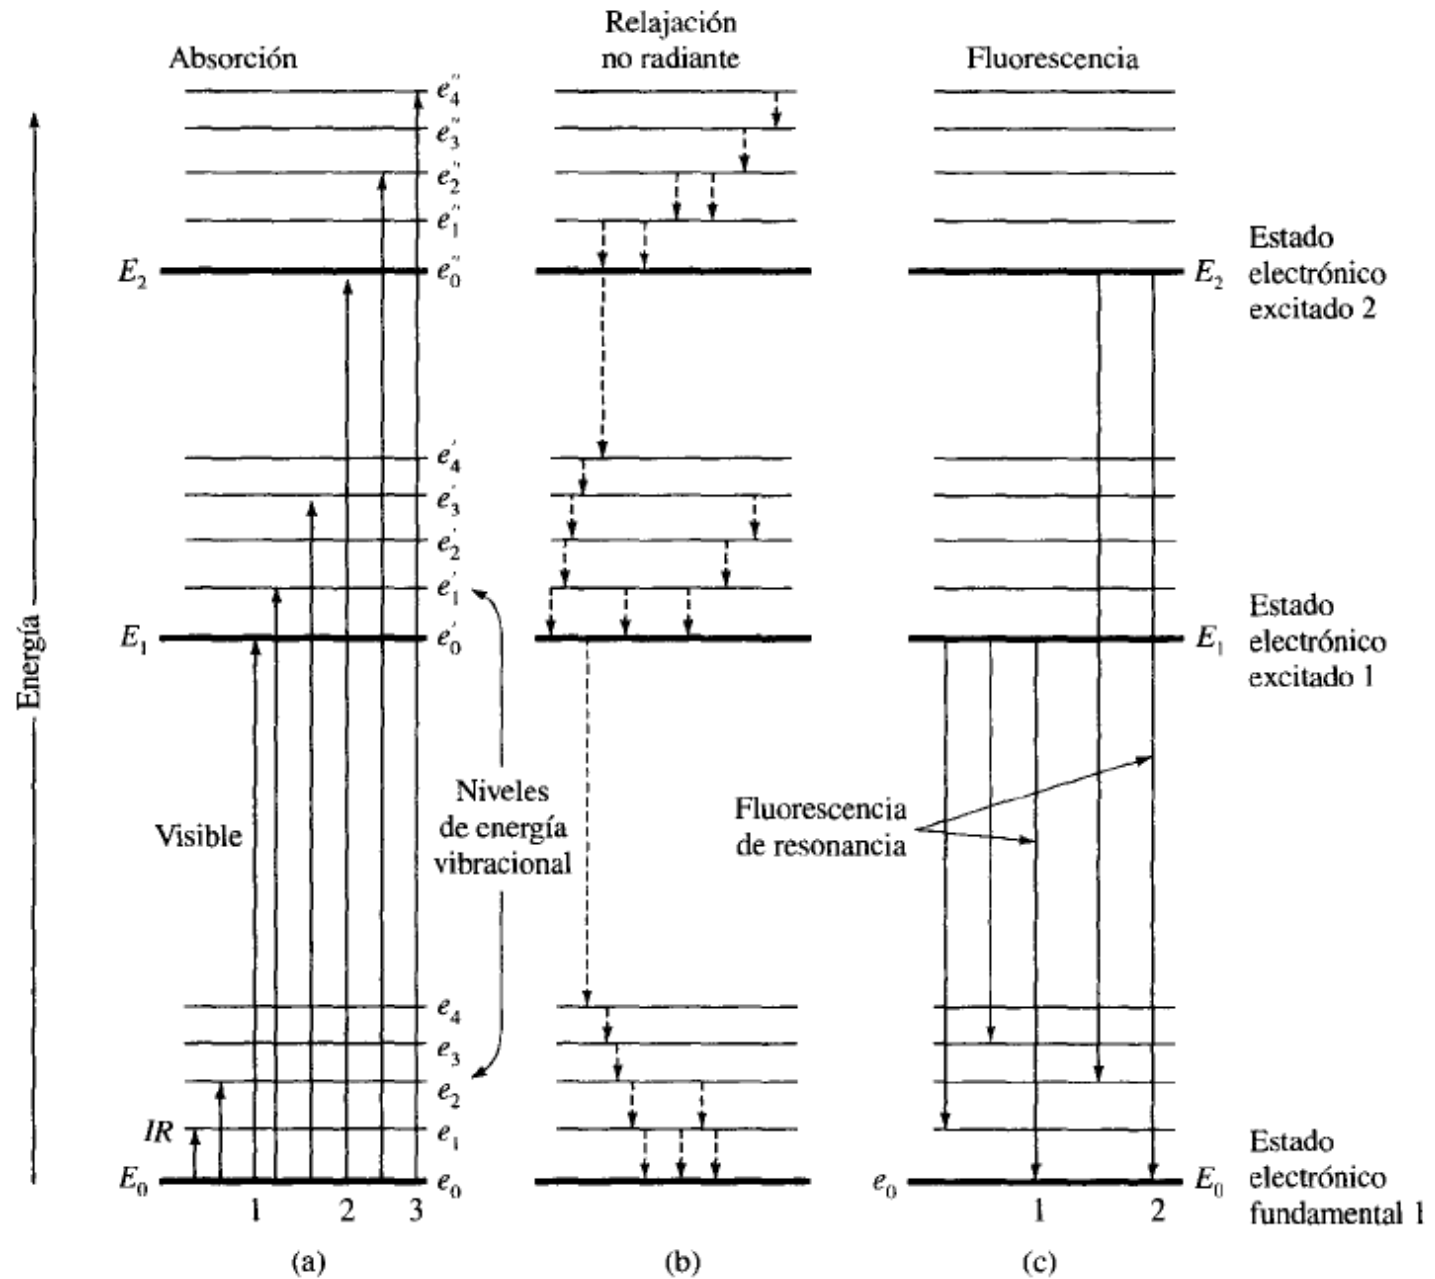 Absorción
Relajación
no radiante
Fluorescencia
Energía
e₄''
e₃''
e₂''
e₁''
E₂
e₀''
E₂
Estado
electrónico
excitado 2
e₄'
e₃'
e₂'
e₁'
E₁
e₀'
E₁
Estado
electrónico
excitado 1
Visible
Niveles
de energía
vibracional
Fluorescencia
de resonancia
e₄
e₃
e₂
IR
e₁
E₀
e₀
e₀
E₀
Estado
electrónico
fundamental 1
1
2
3
1
2
(a)
(b)
(c)